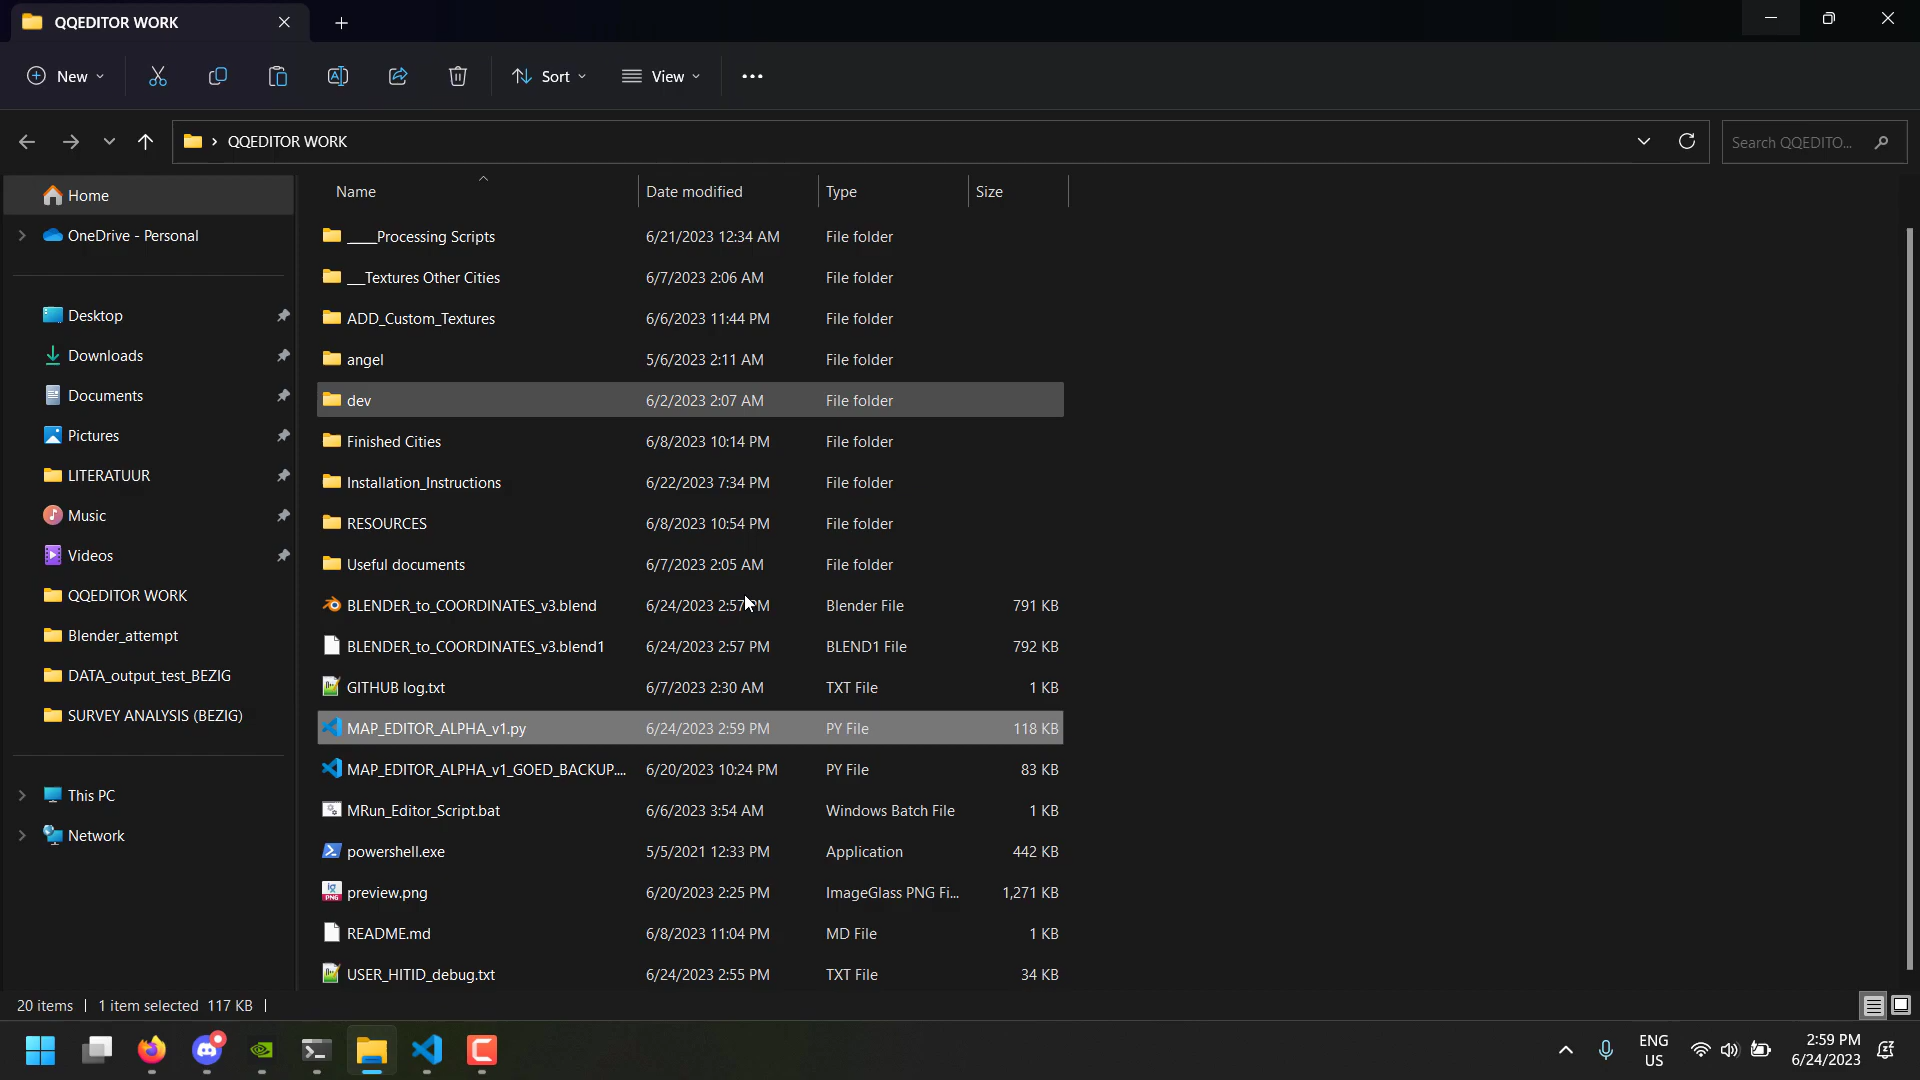 QQEDITOR WORK
New
Sort
View
QQEDITOR WORK
Search QQEDITO...
Home
OneDrive - Personal
Desktop
Downloads
Documents
Pictures
LITERATUUR
Music
Videos
QQEDITOR WORK
Blender_attempt
DATA_output_test_BEZIG
SURVEY ANALYSIS (BEZIG)
This PC
Network
Name Date modified Type Size
____Processing Scripts 6/21/2023 12:34 AM File folder
__Textures Other Cities 6/7/2023 2:06 AM File folder
ADD_Custom_Textures 6/6/2023 11:44 PM File folder
angel 5/6/2023 2:11 AM File folder
dev 6/2/2023 2:07 AM File folder
Finished Cities 6/8/2023 10:14 PM File folder
Installation_Instructions 6/22/2023 7:34 PM File folder
RESOURCES 6/8/2023 10:54 PM File folder
Useful documents 6/7/2023 2:05 AM File folder
BLENDER_to_COORDINATES_v3.blend 6/24/2023 2:57 PM Blender File 791 KB
BLENDER_to_COORDINATES_v3.blend1 6/24/2023 2:57 PM BLEND1 File 792 KB
GITHUB log.txt 6/7/2023 2:30 AM TXT File 1 KB
MAP_EDITOR_ALPHA_v1.py 6/24/2023 2:59 PM PY File 118 KB
MAP_EDITOR_ALPHA_v1_GOED_BACKUP.... 6/20/2023 10:24 PM PY File 83 KB
MRun_Editor_Script.bat 6/6/2023 3:54 AM Windows Batch File 1 KB
powershell.exe 5/5/2021 12:33 PM Application 442 KB
preview.png 6/20/2023 2:25 PM ImageGlass PNG Fi... 1,271 KB
README.md 6/8/2023 11:04 PM MD File 1 KB
USER_HITID_debug.txt 6/24/2023 2:55 PM TXT File 34 KB
20 items 1 item selected 117 KB
ENG
US
2:59 PM
6/24/2023